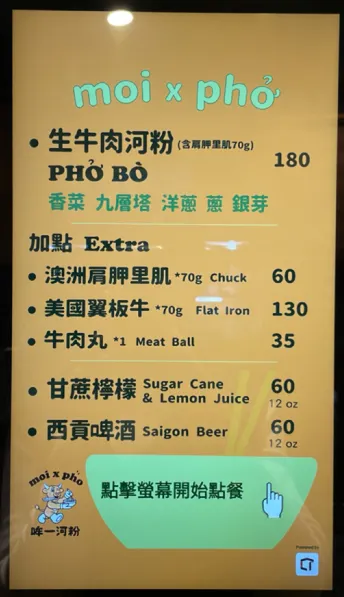 moi x phở
• 生牛肉河粉 (含肩胛里肌70g) 180
PHỞ BÒ
香菜 九層塔 洋蔥 蔥 銀芽
加點 Extra
• 澳洲肩胛里肌 *70g Chuck 60
• 美國翼板牛 *70g Flat Iron 130
• 牛肉丸 *1 Meat Ball 35
• 甘蔗檸檬 Sugar Cane & Lemon Juice 60
12 oz
• 西貢啤酒 Saigon Beer 60
12 oz
moi x phở
哞一河粉
點擊螢幕開始點餐
Powered by